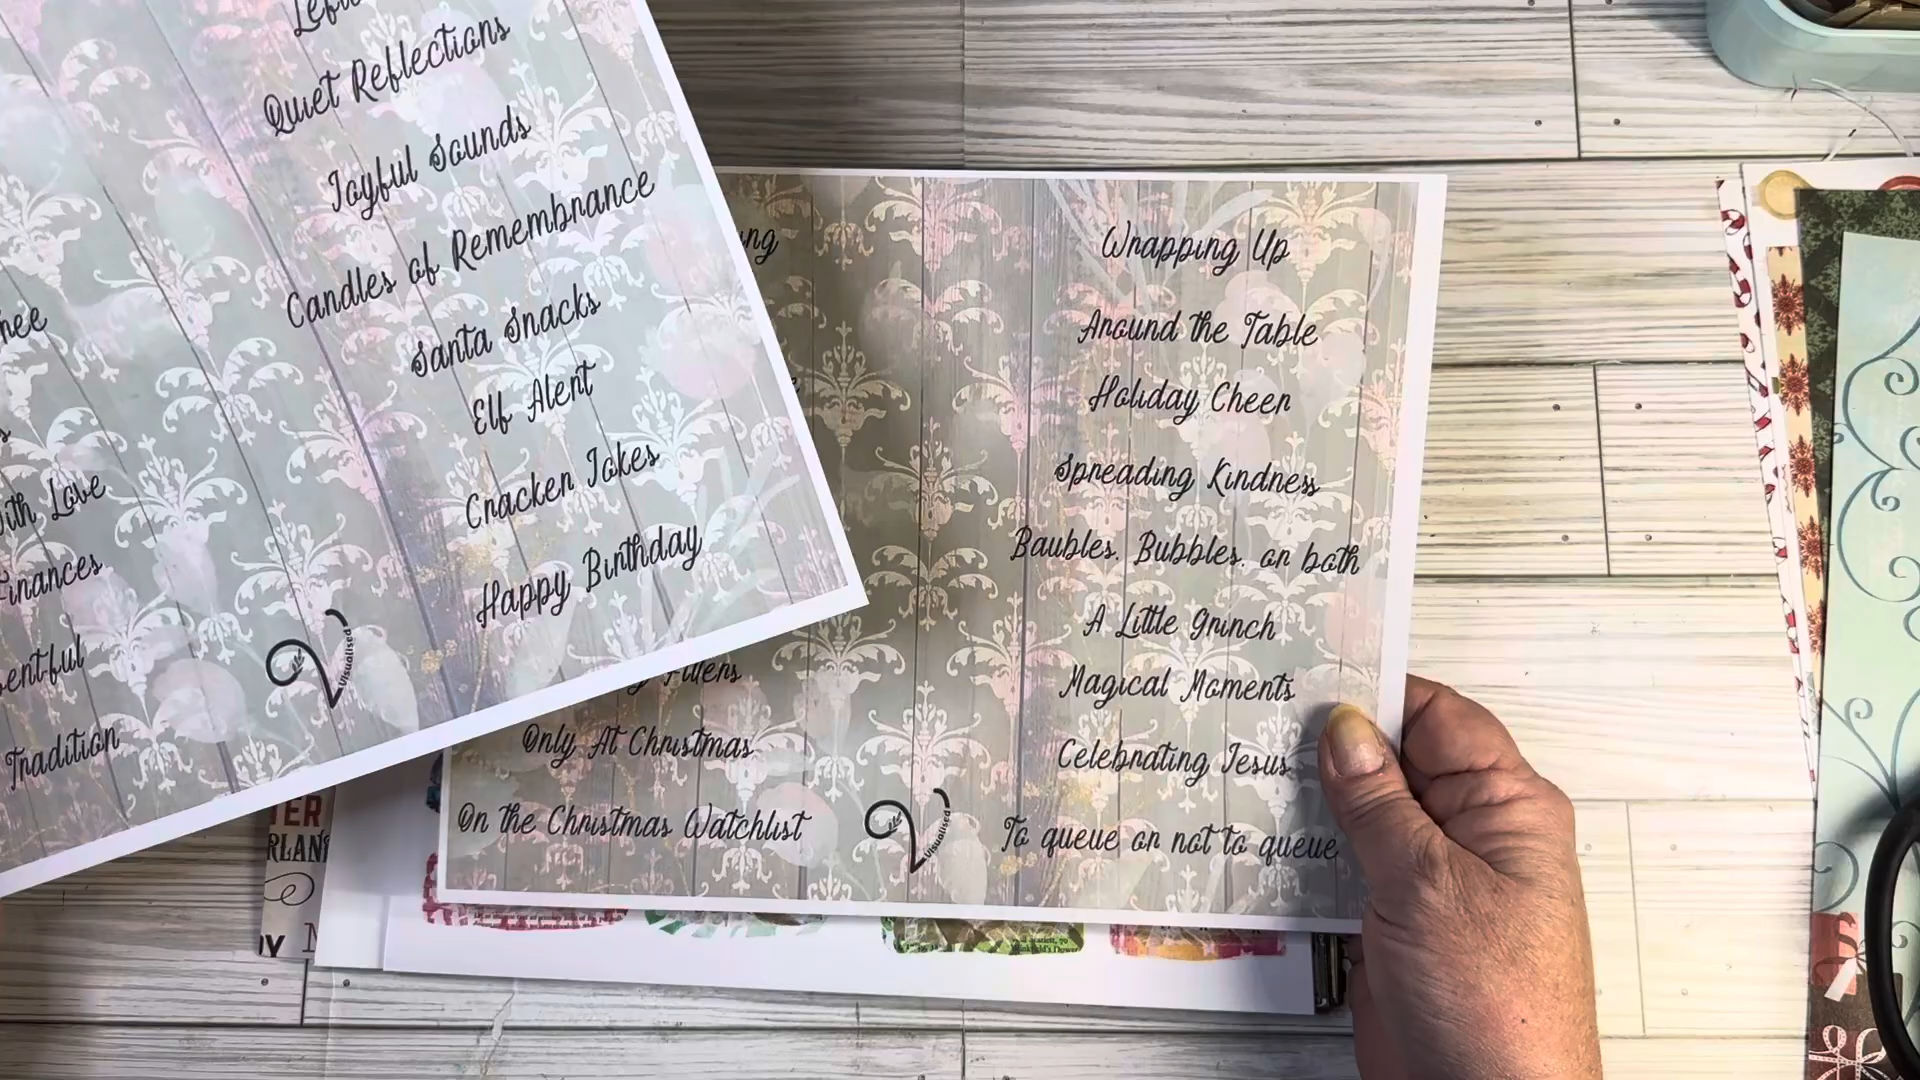 Quiet Reflections
Joyful Sounds
Candles of Remembrance
Santa Snacks
Elf Alert
Cracker Jokes
Happy Birthday
With Love
Finances
Tradition
Visualised
Wrapping Up
Around the Table
Holiday Cheer
Spreading Kindness
Baubles, Bubbles, or both
A Little Grinch
Magical Moments
Celebrating Jesus
To queue or not to queue
Only At Christmas
On the Christmas Watchlist
Visualised